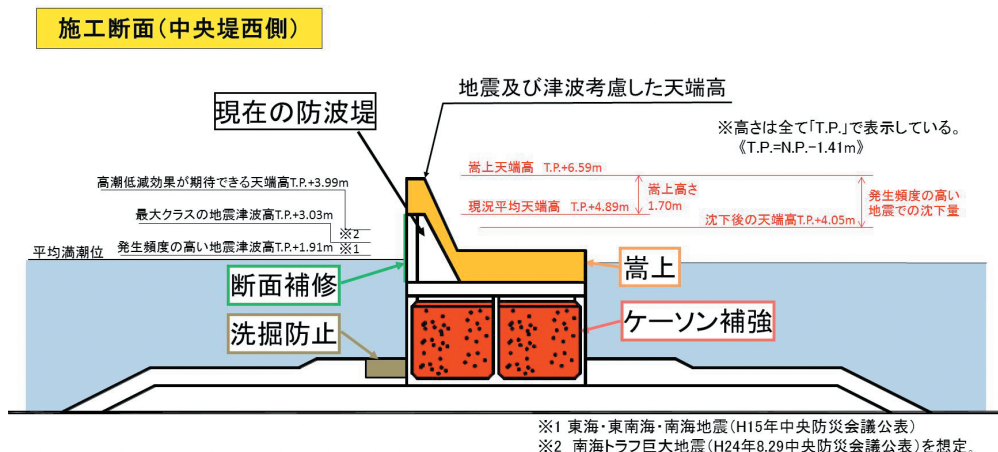 施工断面(中央堤西側)
地震及び津波考慮した天端高
現在の防波堤
※高さは全て「T.P.」で表示している。
《T.P.=N.P.-1.41m》
嵩上天端高 T.P.+6.59m
高潮低減効果が期待できる天端高T.P.+3.99m
嵩上高さ
1.70m
発生頻度の高い
地震での沈下量
現況平均天端高 T.P.+4.89m
最大クラスの地震津波高T.P.+3.03m
沈下後の天端高T.P.+4.05m
※2
平均満潮位
発生頻度の高い地震津波高T.P.+1.91m ※1
断面補修
嵩上
洗掘防止
ケーソン補強
※1 東海・東南海・南海地震(H15年中央防災会議公表)
※2 南海トラフ巨大地震(H24年8.29中央防災会議公表)を想定。